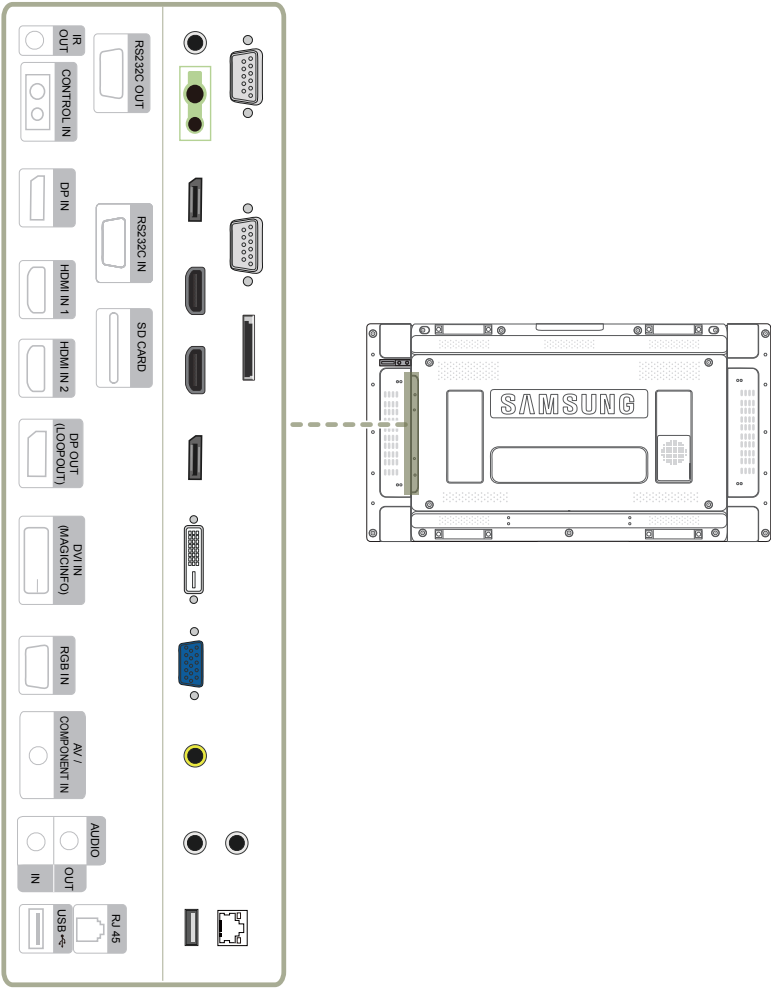 IR
OUT
RS232C OUT
CONTROL IN
DP IN
RS232C IN
HDMI IN 1
SD CARD
HDMI IN 2
DP OUT
(LOOPOUT)
DVI IN
(MAGICINFO)
RGB IN
AV /
COMPONENT IN
AUDIO
IN
OUT
USB
RJ 45
SAMSUNG